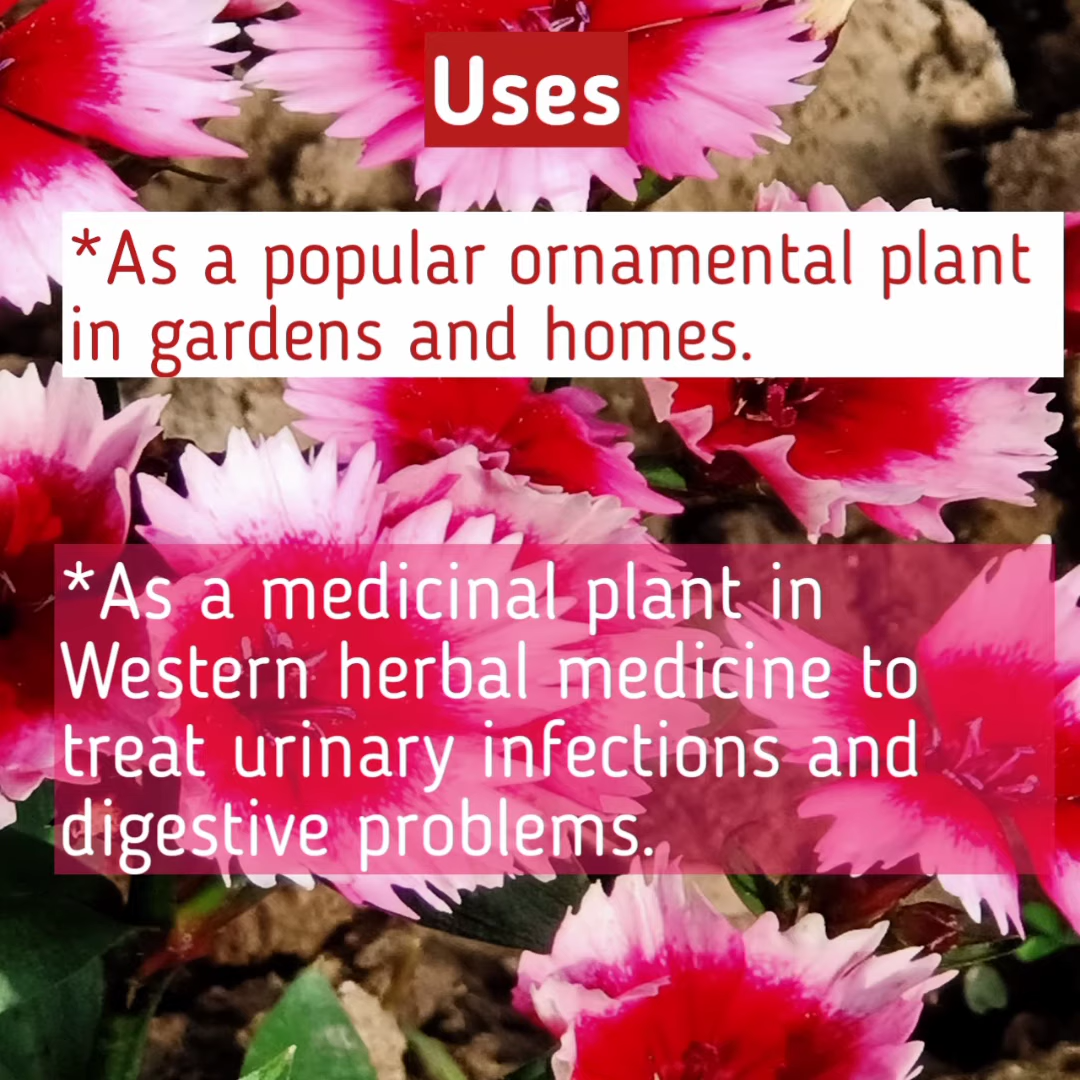 Uses
*As a popular ornamental plant
in gardens and homes.
*As a medicinal plant in
Western herbal medicine to
treat urinary infections and
digestive problems.